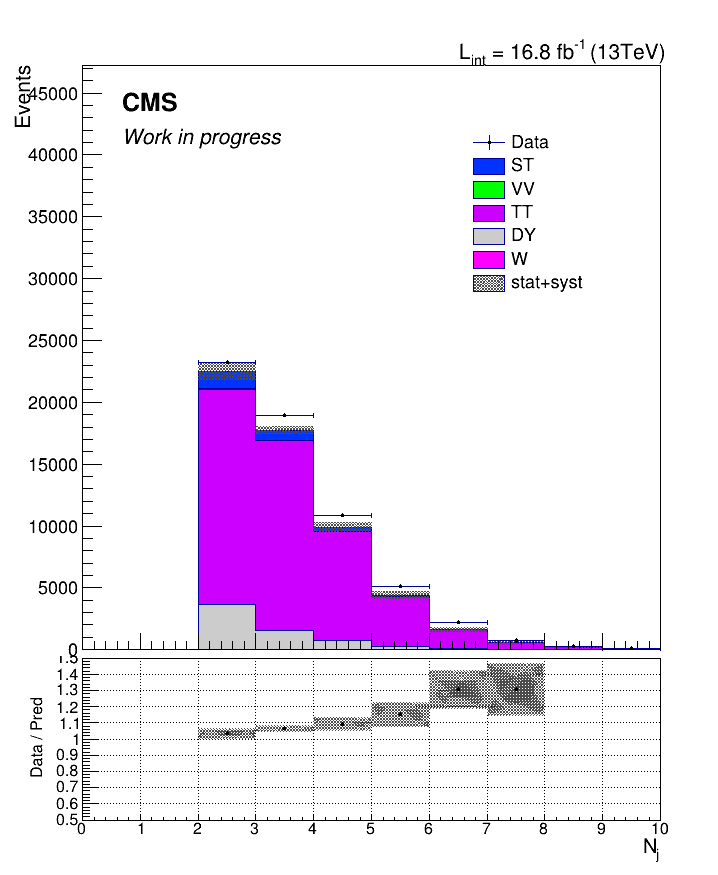 L_int = 16.8 fb^-1 (13TeV)
Events
CMS
Work in progress
Data
ST
VV
TT
DY
W
stat+syst
45000
40000
35000
30000
25000
20000
15000
10000
5000
0
Data / Pred
1.5
1.4
1.3
1.2
1.1
1
0.9
0.8
0.7
0.6
0.5
0 1 2 3 4 5 6 7 8 9 10
N_j